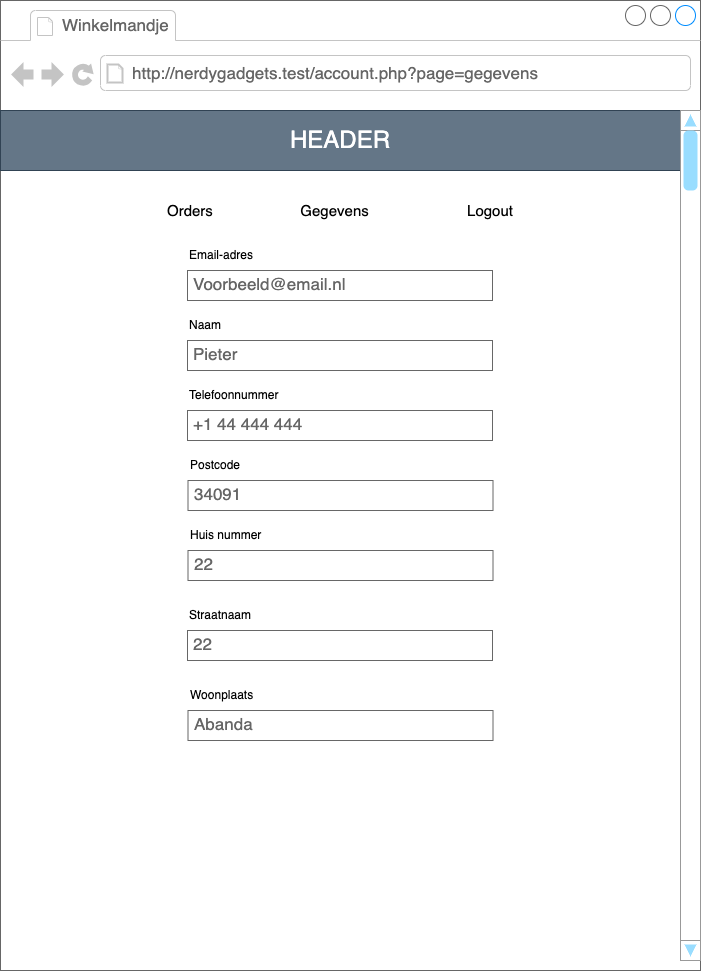 Winkelmandje
http://nerdygadgets.test/account.php?page=gegevens
HEADER
Orders Gegevens Logout
Email-adres
Voorbeeld@email.nl
Naam
Pieter
Telefoonnummer
+1 44 444 444
Postcode
34091
Huis nummer
22
Straatnaam
22
Woonplaats
Abanda